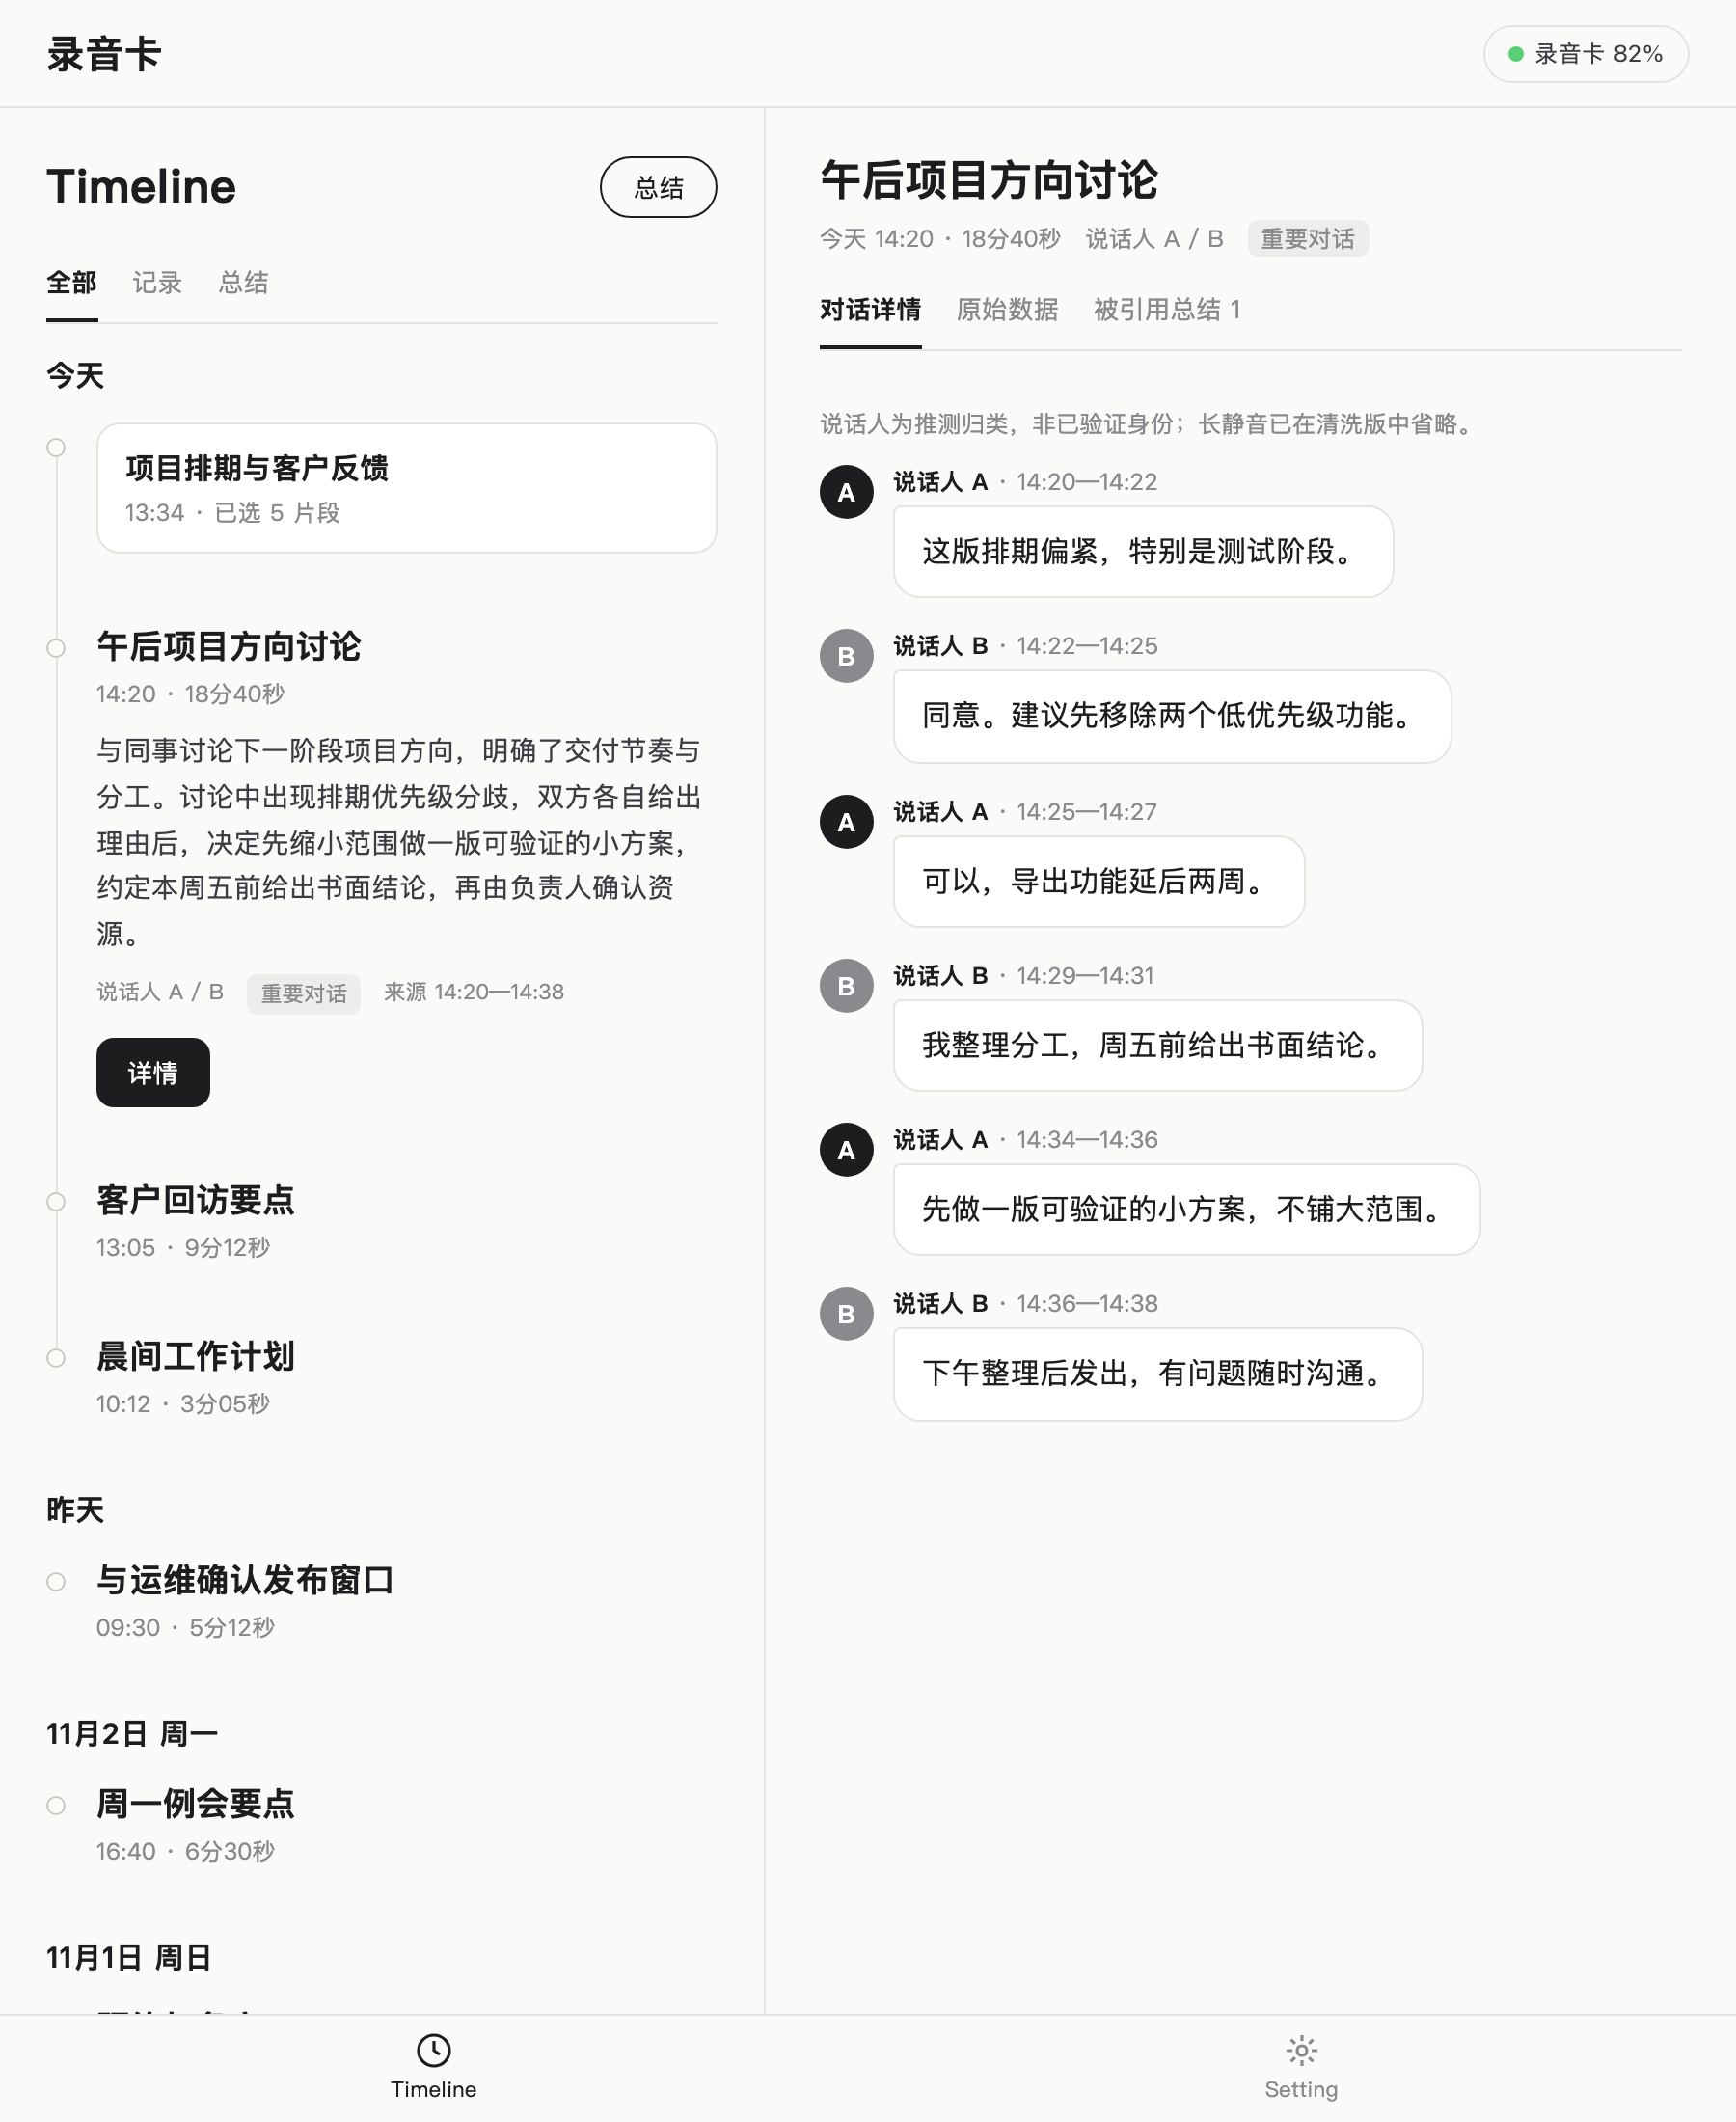 录音卡
录音卡 82%
Timeline
总结
全部 记录 总结
今天
项目排期与客户反馈
13:34 · 已选 5 片段
午后项目方向讨论
14:20 · 18分40秒
与同事讨论下一阶段项目方向，明确了交付节奏与
分工。讨论中出现排期优先级分歧，双方各自给出
理由后，决定先缩小范围做一版可验证的小方案，
约定本周五前给出书面结论，再由负责人确认资
源。
说话人 A / B 重要对话 来源 14:20—14:38
详情
客户回访要点
13:05 · 9分12秒
晨间工作计划
10:12 · 3分05秒
昨天
与运维确认发布窗口
09:30 · 5分12秒
11月2日 周一
周一例会要点
16:40 · 6分30秒
11月1日 周日
午后项目方向讨论
今天 14:20 · 18分40秒 说话人 A / B 重要对话
对话详情 原始数据 被引用总结 1
说话人为推测归类，非已验证身份；长静音已在清洗版中省略。
A 说话人 A · 14:20—14:22
这版排期偏紧，特别是测试阶段。
B 说话人 B · 14:22—14:25
同意。建议先移除两个低优先级功能。
A 说话人 A · 14:25—14:27
可以，导出功能延后两周。
B 说话人 B · 14:29—14:31
我整理分工，周五前给出书面结论。
A 说话人 A · 14:34—14:36
先做一版可验证的小方案，不铺大范围。
B 说话人 B · 14:36—14:38
下午整理后发出，有问题随时沟通。
Timeline
Setting